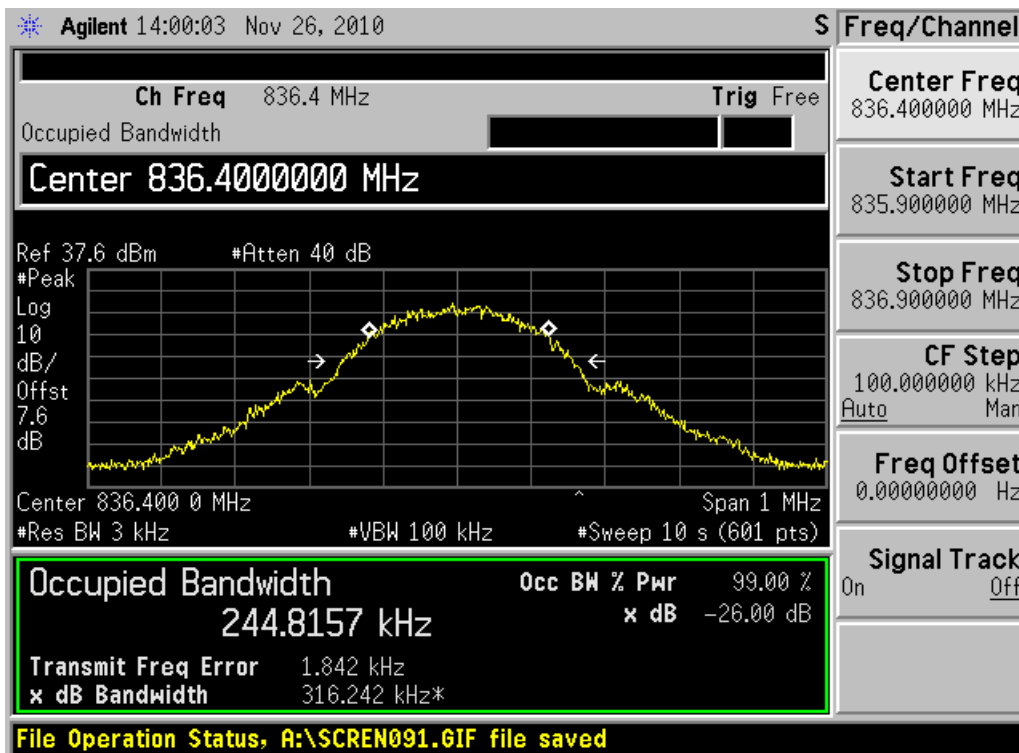 Agilent 14:00:03 Nov 26, 2010 S Freq/Channel
Ch Freq 836.4 MHz Trig Free
Occupied Bandwidth
Center 836.4000000 MHz
Ref 37.6 dBm #Atten 40 dB
#Peak
Log
10
dB/
Offst
7.6
dB
Center 836.400 0 MHz Span 1 MHz
#Res BW 3 kHz #VBW 100 kHz #Sweep 10 s (601 pts)
Occupied Bandwidth Occ BW % Pwr 99.00 %
244.8157 kHz x dB -26.00 dB
Transmit Freq Error 1.842 kHz
x dB Bandwidth 316.242 kHz*
Center Freq
836.400000 MHz
Start Freq
835.900000 MHz
Stop Freq
836.900000 MHz
CF Step
100.000000 kHz
Auto Man
Freq Offset
0.00000000 Hz
Signal Track
On Off
File Operation Status, A:\SCREN091.GIF file saved